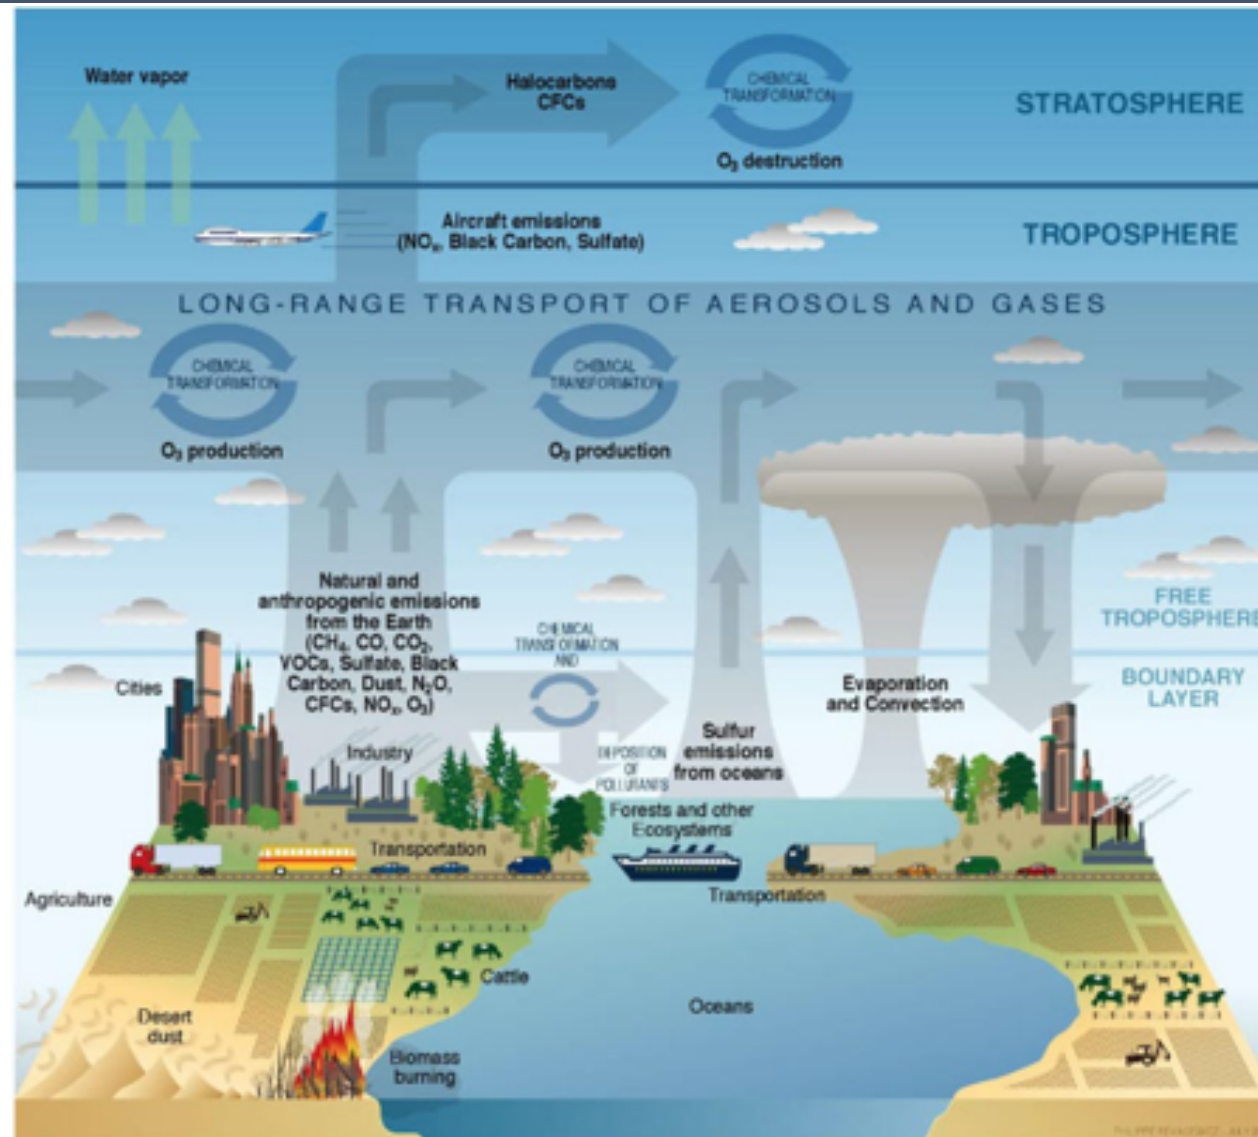 Water vapor
Halocarbons
CFCs
CHEMICAL
TRANSFORMATION
O₃ destruction
STRATOSPHERE
Aircraft emissions
(NOₓ, Black Carbon, Sulfate)
TROPOSPHERE
LONG-RANGE TRANSPORT OF AEROSOLS AND GASES
CHEMICAL
TRANSFORMATION
O₃ production
CHEMICAL
TRANSFORMATION
O₃ production
Natural and
anthropogenic emissions
from the Earth
(CH₄, CO, CO₂,
VOCs, Sulfate, Black
Carbon, Dust, N₂O,
CFCs, NOₓ, O₃)
CHEMICAL
TRANSFORMATION
AND
DEPOSITION
OF
POLLUTANTS
FREE
TROPOSPHERE
BOUNDARY
LAYER
Cities
Industry
Sulfur
emissions
from oceans
Evaporation
and Convection
Forests and other
Ecosystems
Transportation
Transportation
Agriculture
Cattle
Oceans
Desert
dust
Biomass
burning